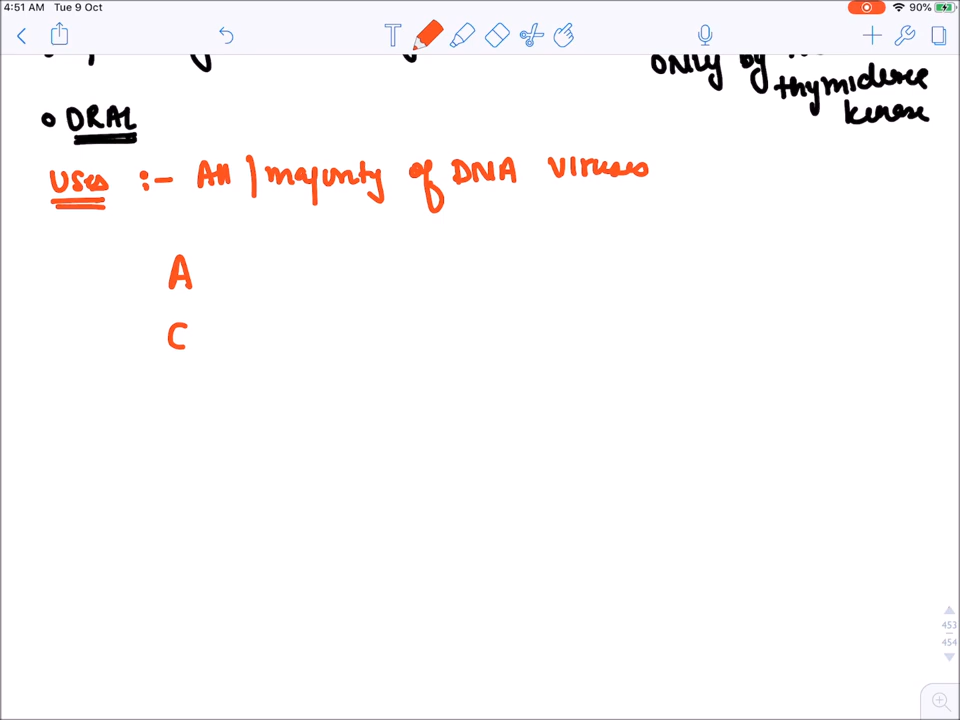 4:51 AM Tue 9 Oct
90%
T
only by
thymidine
kinase
ORAL
Uses :- All / majority of DNA viruses
A
C
453
454